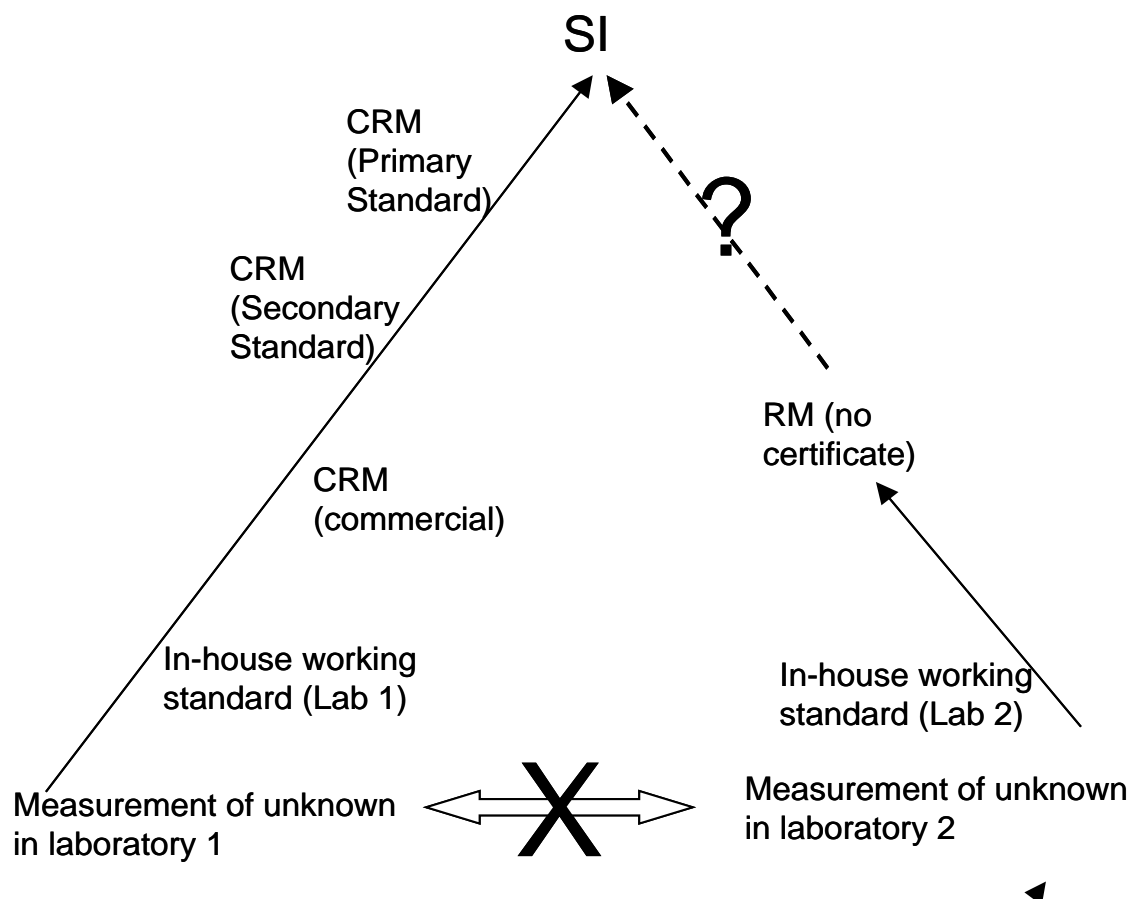 SI
CRM
(Primary
Standard)
?
CRM
(Secondary
Standard)
RM (no
certificate)
CRM
(commercial)
In-house working
standard (Lab 1)
In-house working
standard (Lab 2)
X
Measurement of unknown
in laboratory 1
Measurement of unknown
in laboratory 2